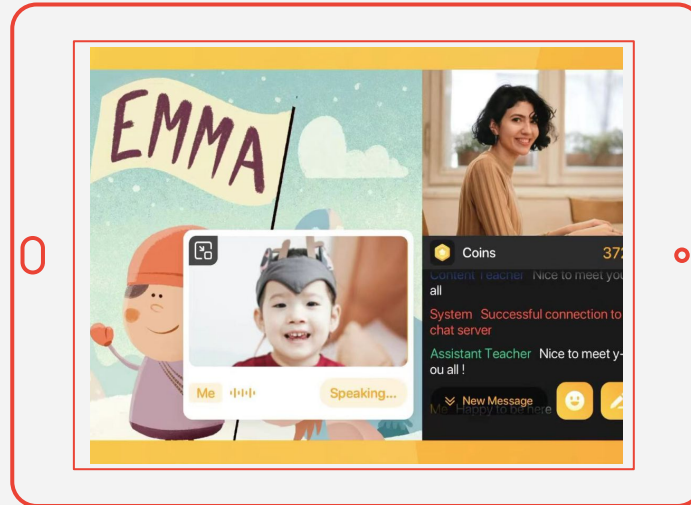 EMMA
Me
Speaking...
Coins 372
Content Teacher Nice to meet you
all
System Successful connection to
chat server
Assistant Teacher Nice to meet y-
ou all !
New Message
Me Happy to be here